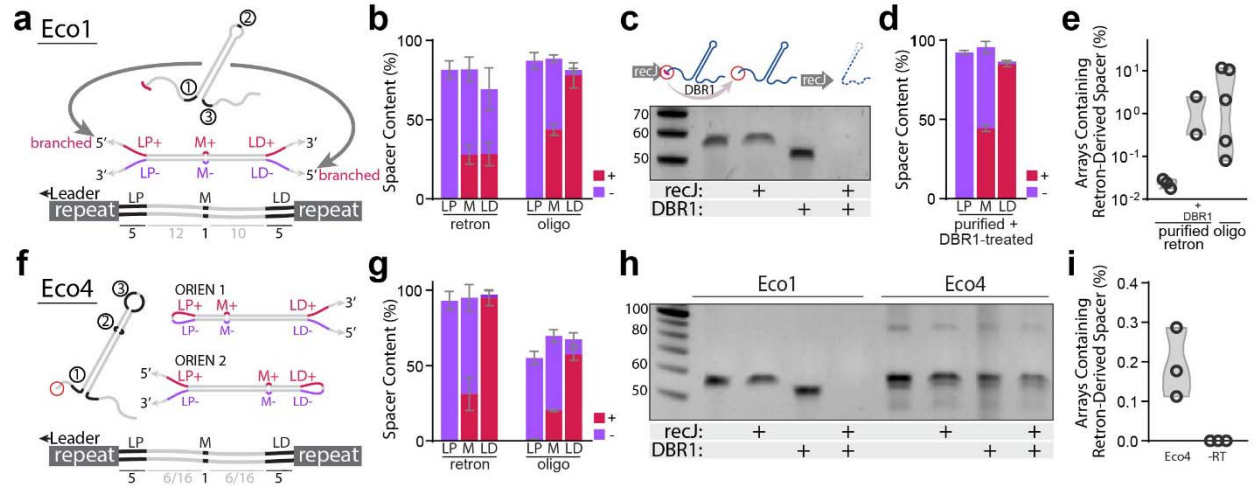 a
Eco1
2
1
3
branched 5' LP+ M+ LD+ 3'
3' LP- M- LD- 5' branched
Leader LP M LD
repeat repeat
5 12 1 10 5
b
Spacer Content (%)
100
50
0
LP M LD LP M LD
retron oligo
+
-
c
recJ DBR1 recJ
70
60
50
recJ: + +
DBR1: + +
d
Spacer Content (%)
100
50
0
LP M LD
purified +
DBR1-treated
+
-
e
Arrays Containing
Retron-Derived Spacer (%)
10¹
10⁰
10⁻¹
10⁻²
+
DBR1
purified oligo
retron
f
Eco4
3
2
1
ORIEN 1
LP+ M+ LD+ 3'
LP- M- LD- 5'
ORIEN 2
5' LP+ M+ LD+
3' LP- M- LD-
Leader LP M LD
repeat repeat
5 6/16 1 6/16 5
g
Spacer Content (%)
100
50
0
LP M LD LP M LD
retron oligo
+
-
h
Eco1 Eco4
100
80
60
50
recJ: + + + +
DBR1: + + + +
i
Arrays Containing
Retron-Derived Spacer (%)
0.4
0.3
0.2
0.1
0.0
Eco4 -RT